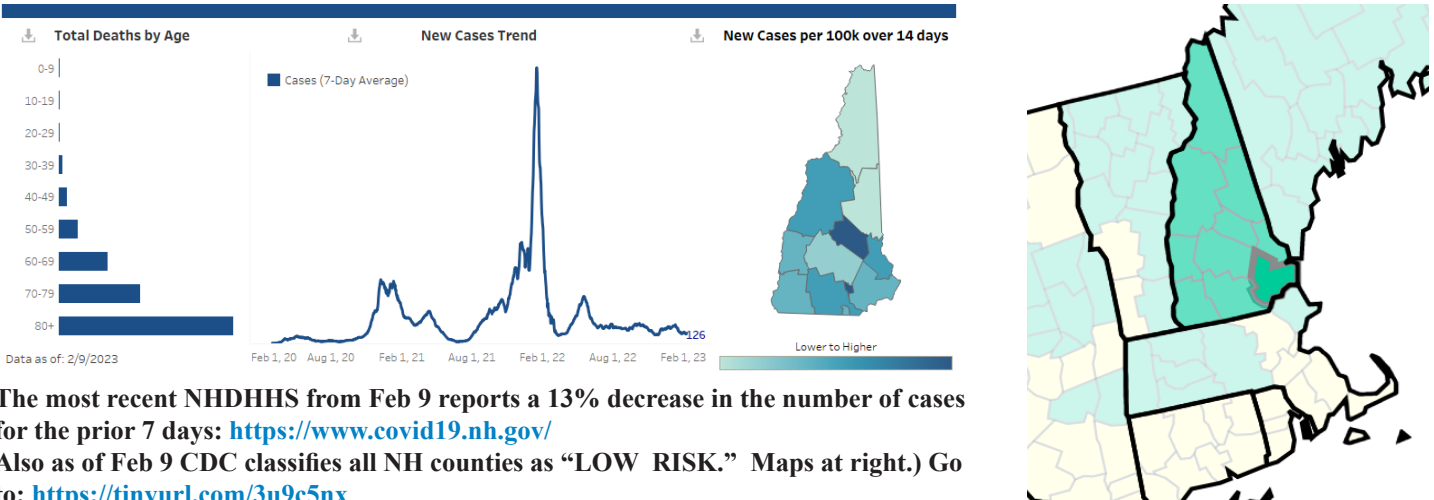 Total Deaths by Age
New Cases Trend
New Cases per 100k over 14 days
0-9
10-19
20-29
30-39
40-49
50-59
60-69
70-79
80+
Data as of: 2/9/2023
Cases (7-Day Average)
126
Feb 1, 20 Aug 1, 20 Feb 1, 21 Aug 1, 21 Feb 1, 22 Aug 1, 22 Feb 1, 23
Lower to Higher
The most recent NHDHHS from Feb 9 reports a 13% decrease in the number of cases
for the prior 7 days: https://www.covid19.nh.gov/
Also as of Feb 9 CDC classifies all NH counties as “LOW RISK.” Maps at right.) Go
to: https://tinyurl.com/3u9c5nx